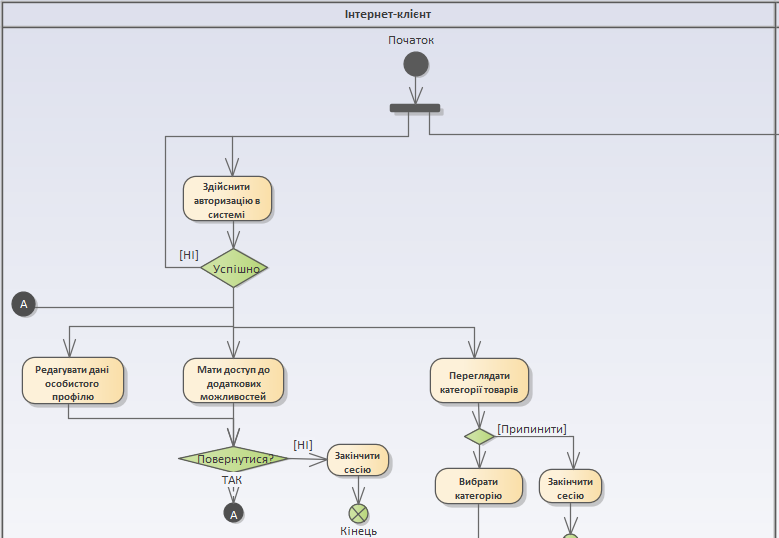 Інтернет-клієнт
Початок
Здійснити
авторизацію в
системі
[НІ]
Успішно
А
Редагувати дані
особистого
профілю
Мати доступ до
додаткових
можливостей
Переглядати
категорії товарів
[Припинити]
Повернутися?
[НІ]
Закінчити
сесію
Вибрати
категорію
Закінчити
сесію
ТАК
А
Кінець